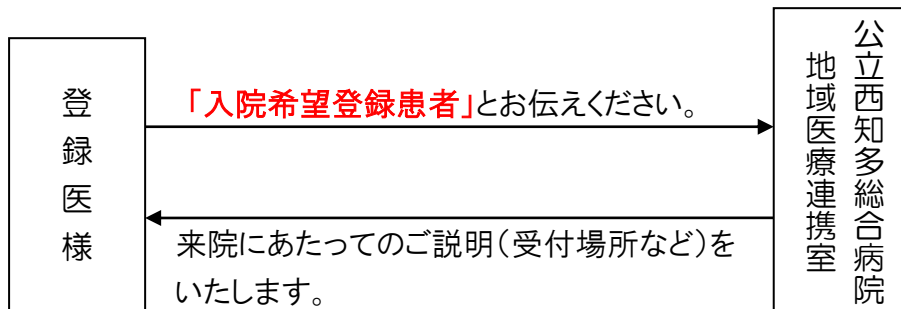 登録医様
「入院希望登録患者」とお伝えください。
来院にあたってのご説明（受付場所など）を
いたします。
公立西知多総合病院
地域医療連携室